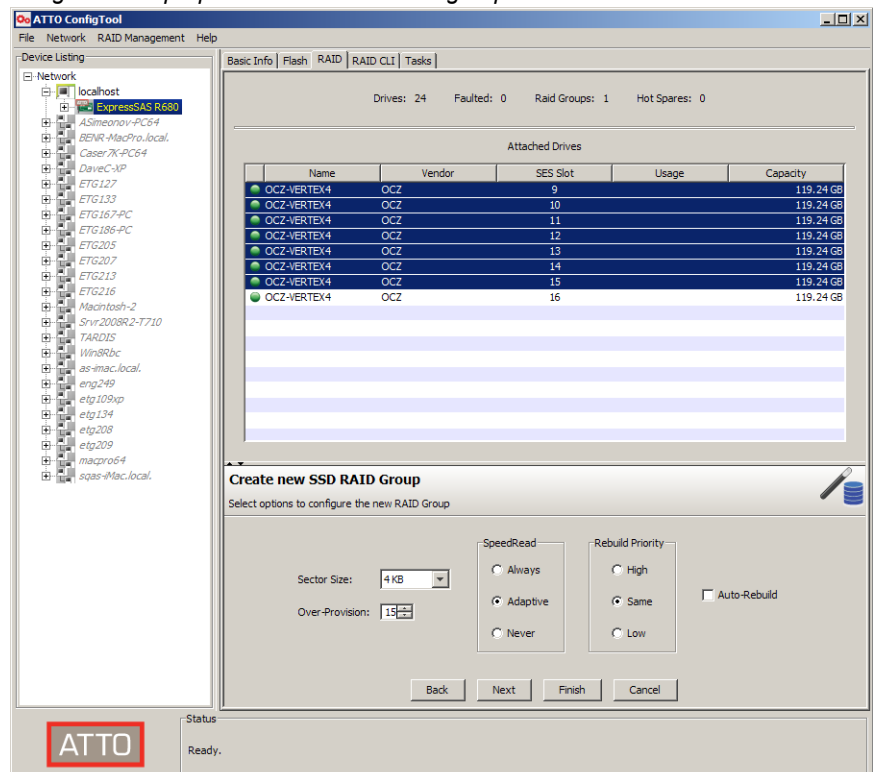 ATTO ConfigTool
File Network RAID Management Help
Device Listing
Network
localhost
ExpressSAS R680
ASimeonov-PC64
BENR-MacPro.local.
Caser7K-PC64
DaveC-XP
ETG127
ETG133
ETG167-PC
ETG186-PC
ETG205
ETG207
ETG213
ETG216
Macintosh-2
Srvr2008R2-T710
TARDIS
Win8Rbc
as-imac.local.
eng249
etg109xp
etg134
etg208
etg209
macpro64
sqas-iMac.local.
Basic Info Flash RAID RAID CLI Tasks
Drives: 24 Faulted: 0 Raid Groups: 1 Hot Spares: 0
Attached Drives
Name Vendor SES Slot Usage Capacity
OCZ-VERTEX4 OCZ 9 119.24 GB
OCZ-VERTEX4 OCZ 10 119.24 GB
OCZ-VERTEX4 OCZ 11 119.24 GB
OCZ-VERTEX4 OCZ 12 119.24 GB
OCZ-VERTEX4 OCZ 13 119.24 GB
OCZ-VERTEX4 OCZ 14 119.24 GB
OCZ-VERTEX4 OCZ 15 119.24 GB
OCZ-VERTEX4 OCZ 16 119.24 GB
Create new SSD RAID Group
Select options to configure the new RAID Group
Sector Size: 4 KB
Over-Provision: 15
SpeedRead
Always
Adaptive
Never
Rebuild Priority
High
Same
Low
Auto-Rebuild
Back Next Finish Cancel
ATTO
Status
Ready.